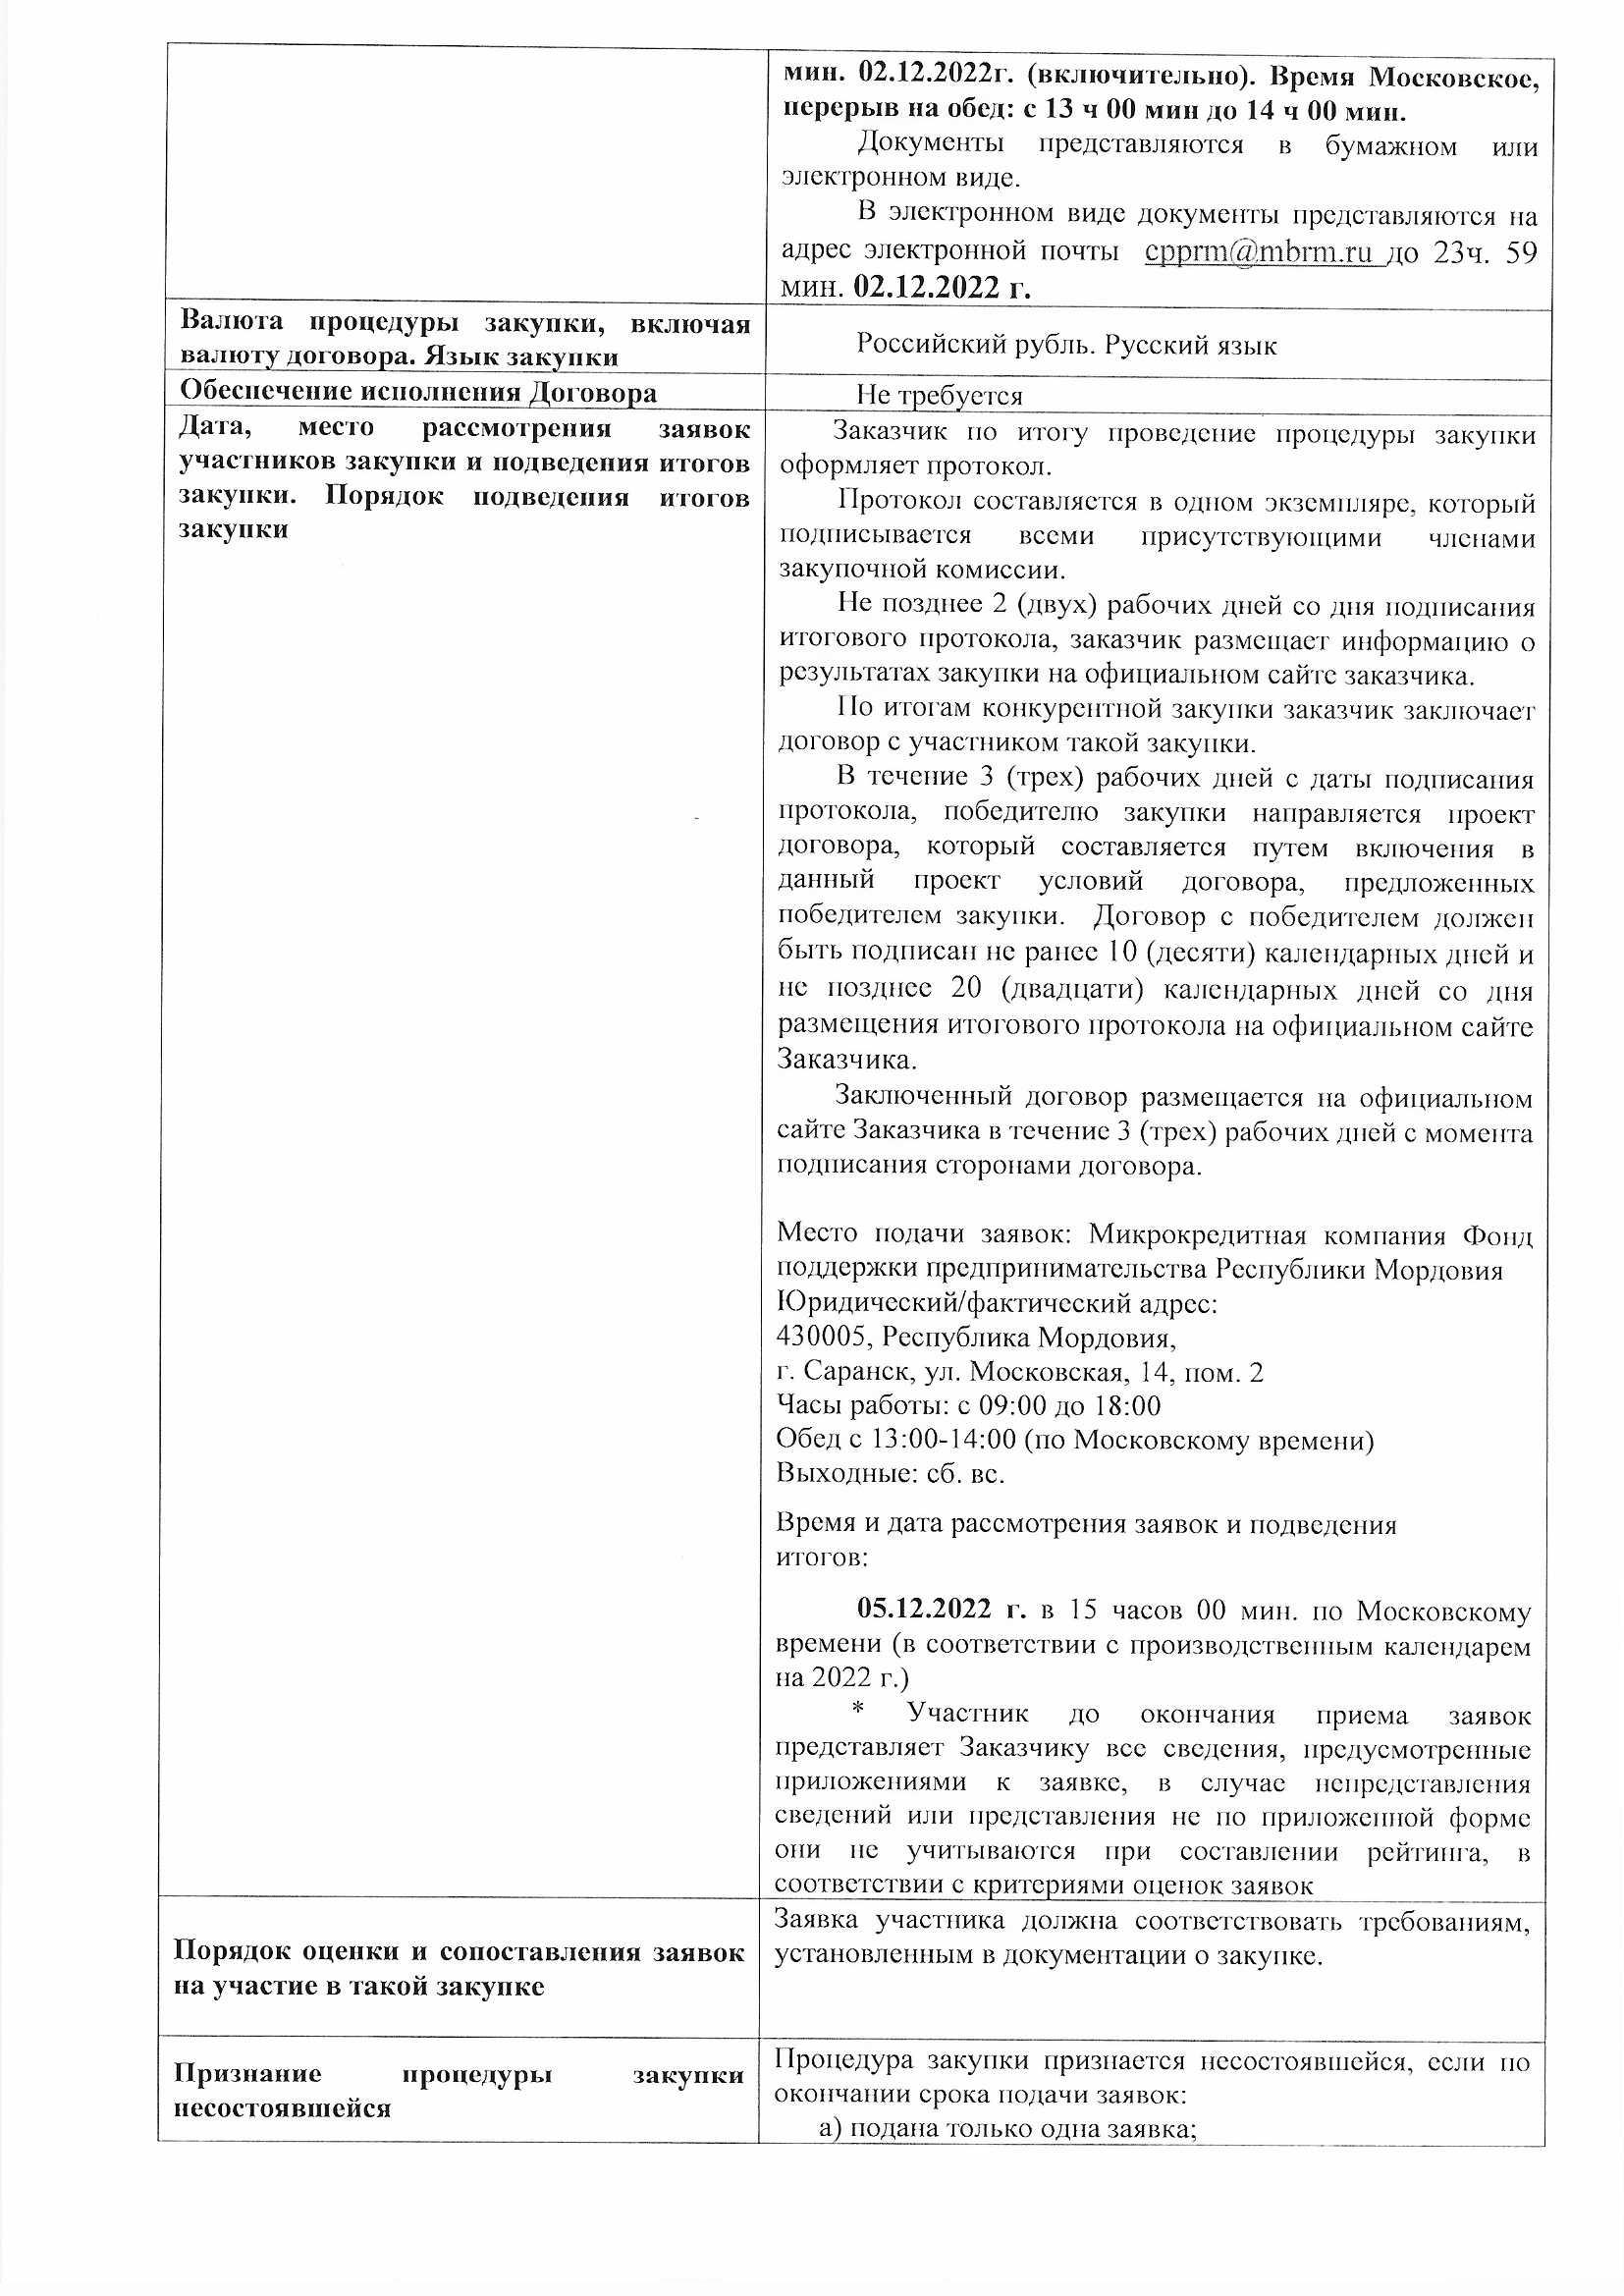 мин. 02.12.2022г. (включительно). Время Московское,
перерыв на обед: с 13 ч 00 мин до 14 ч 00 мин.
Документы представляются в бумажном или
электронном виде.
В электронном виде документы представляются на
адрес электронной почты cpprm@mbrm.ru до 23ч. 59
мин. 02.12.2022 г.
Валюта процедуры закупки, включая
валюту договора. Язык закупки
Российский рубль. Русский язык
Обеспечение исполнения Договора
Не требуется
Дата, место рассмотрения заявок
участников закупки и подведения итогов
закупки. Порядок подведения итогов
закупки
Заказчик по итогу проведение процедуры закупки
оформляет протокол.
Протокол составляется в одном экземпляре, который
подписывается всеми присутствующими членами
закупочной комиссии.
Не позднее 2 (двух) рабочих дней со дня подписания
итогового протокола, заказчик размещает информацию о
результатах закупки на официальном сайте заказчика.
По итогам конкурентной закупки заказчик заключает
договор с участником такой закупки.
В течение 3 (трех) рабочих дней с даты подписания
протокола, победителю закупки направляется проект
договора, который составляется путем включения в
данный проект условий договора, предложенных
победителем закупки. Договор с победителем должен
быть подписан не ранее 10 (десяти) календарных дней и
не позднее 20 (двадцати) календарных дней со дня
размещения итогового протокола на официальном сайте
Заказчика.
Заключенный договор размещается на официальном
сайте Заказчика в течение 3 (трех) рабочих дней с момента
подписания сторонами договора.
Место подачи заявок: Микрокредитная компания Фонд
поддержки предпринимательства Республики Мордовия
Юридический/фактический адрес:
430005, Республика Мордовия,
г. Саранск, ул. Московская, 14, пом. 2
Часы работы: с 09:00 до 18:00
Обед с 13:00-14:00 (по Московскому времени)
Выходные: сб. вс.
Время и дата рассмотрения заявок и подведения
итогов:
05.12.2022 г. в 15 часов 00 мин. по Московскому
времени (в соответствии с производственным календарем
на 2022 г.)
* Участник до окончания приема заявок
представляет Заказчику все сведения, предусмотренные
приложениями к заявке, в случае непредставления
сведений или представления не по приложенной форме
они не учитываются при составлении рейтинга, в
соответствии с критериями оценок заявок
Порядок оценки и сопоставления заявок
на участие в такой закупке
Заявка участника должна соответствовать требованиям,
установленным в документации о закупке.
Признание процедуры закупки
несостоявшейся
Процедура закупки признается несостоявшейся, если по
окончании срока подачи заявок:
а) подана только одна заявка;